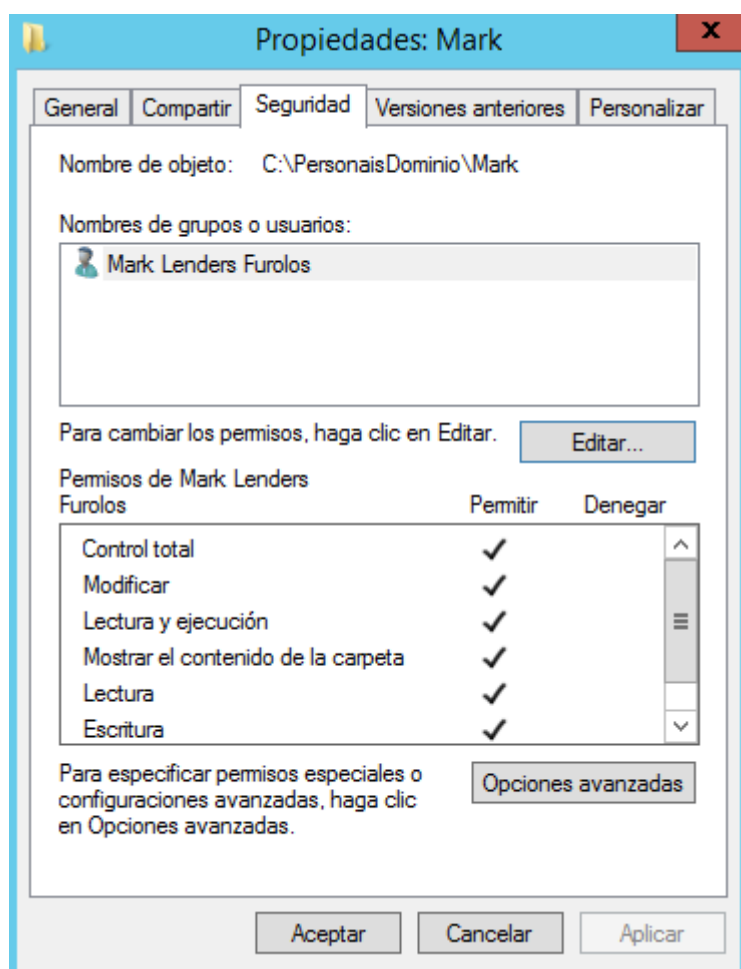 Propiedades: Mark
x
General Compartir Seguridad Versiones anteriores Personalizar
Nombre de objeto: C:\PersonaisDominio\Mark
Nombres de grupos o usuarios:
Mark Lenders Furolos
Para cambiar los permisos, haga clic en Editar. Editar...
Permisos de Mark Lenders
Furolos Permitir Denegar
Control total
Modificar
Lectura y ejecución
Mostrar el contenido de la carpeta
Lectura
Escritura
Para especificar permisos especiales o
configuraciones avanzadas, haga clic
en Opciones avanzadas.
Opciones avanzadas
Aceptar Cancelar Aplicar